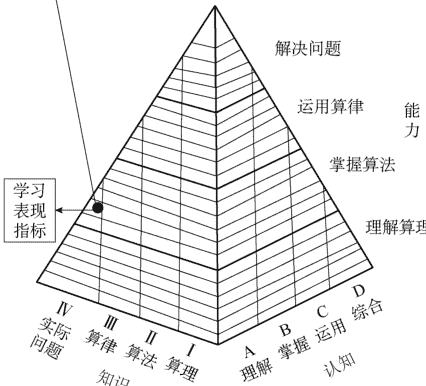 解决问题
运用算律
能
力
掌握算法
学习
表现
指标
理解算理
Ⅳ
实际
问题
Ⅲ
算律
Ⅱ
算法
Ⅰ
算理
A
理解
B
掌握
C
运用
D
综合
知识
认知